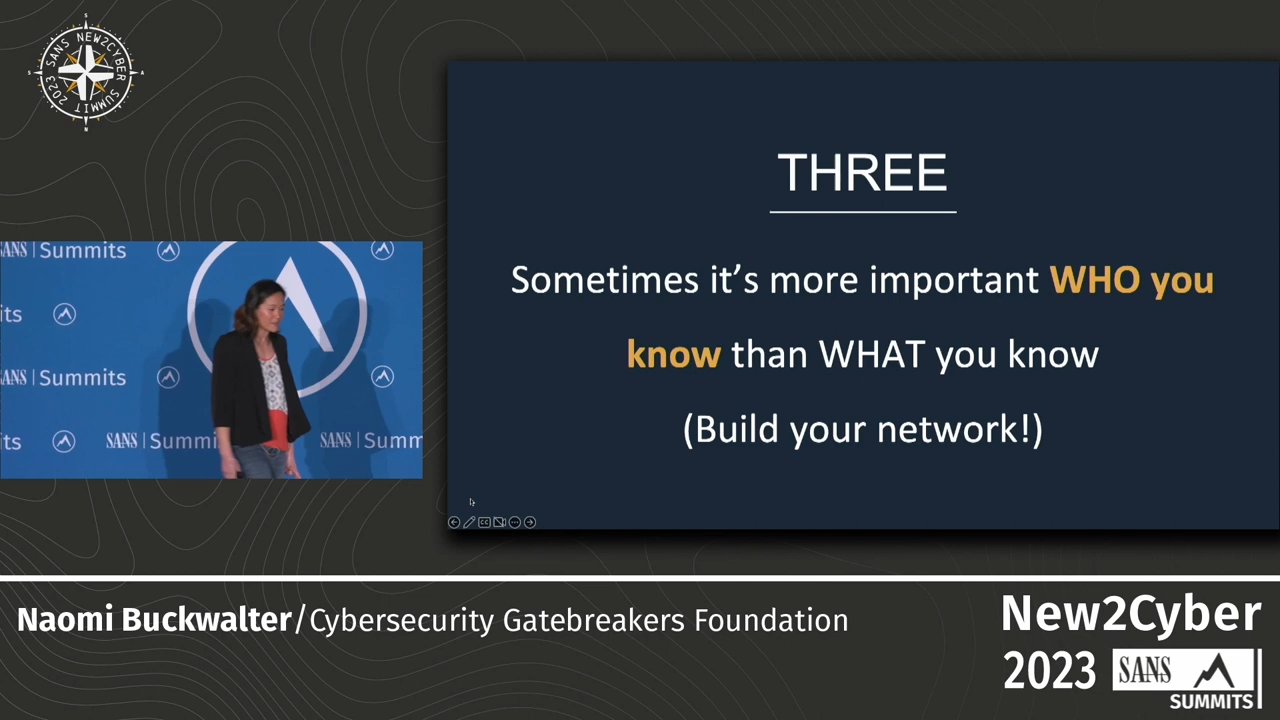 SANS NEW2CYBER SUMMIT 2023
S
S
A
N
THREE
Sometimes it's more important WHO you
know than WHAT you know
(Build your network!)
CC
SANS | Summits
its
SANS | Summits
its
SANS | Summi
SANS | Summ
Naomi Buckwalter/Cybersecurity Gatebreakers Foundation
New2Cyber
2023
SANS
SUMMITS